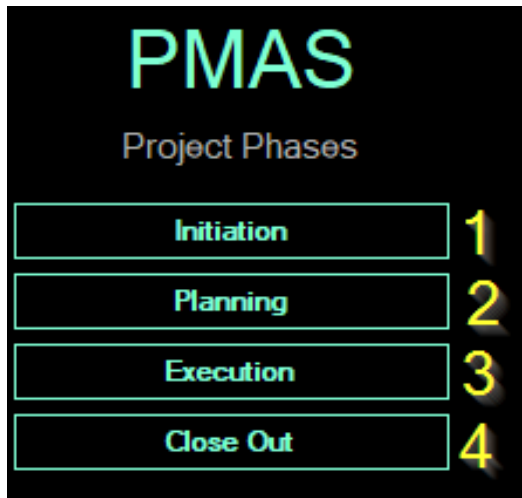 PMAS
Project Phases
Initiation 1
Planning 2
Execution 3
Close Out 4